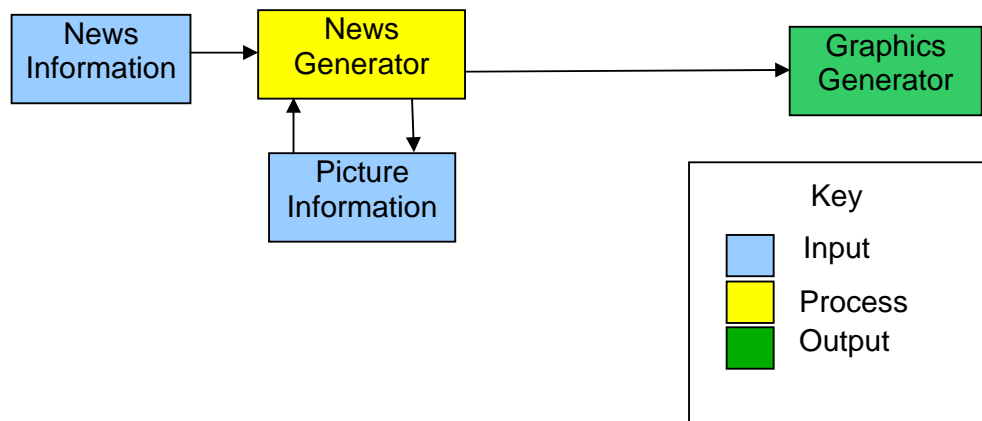 News
Information
News
Generator
Graphics
Generator
Picture
Information
Key
Input
Process
Output